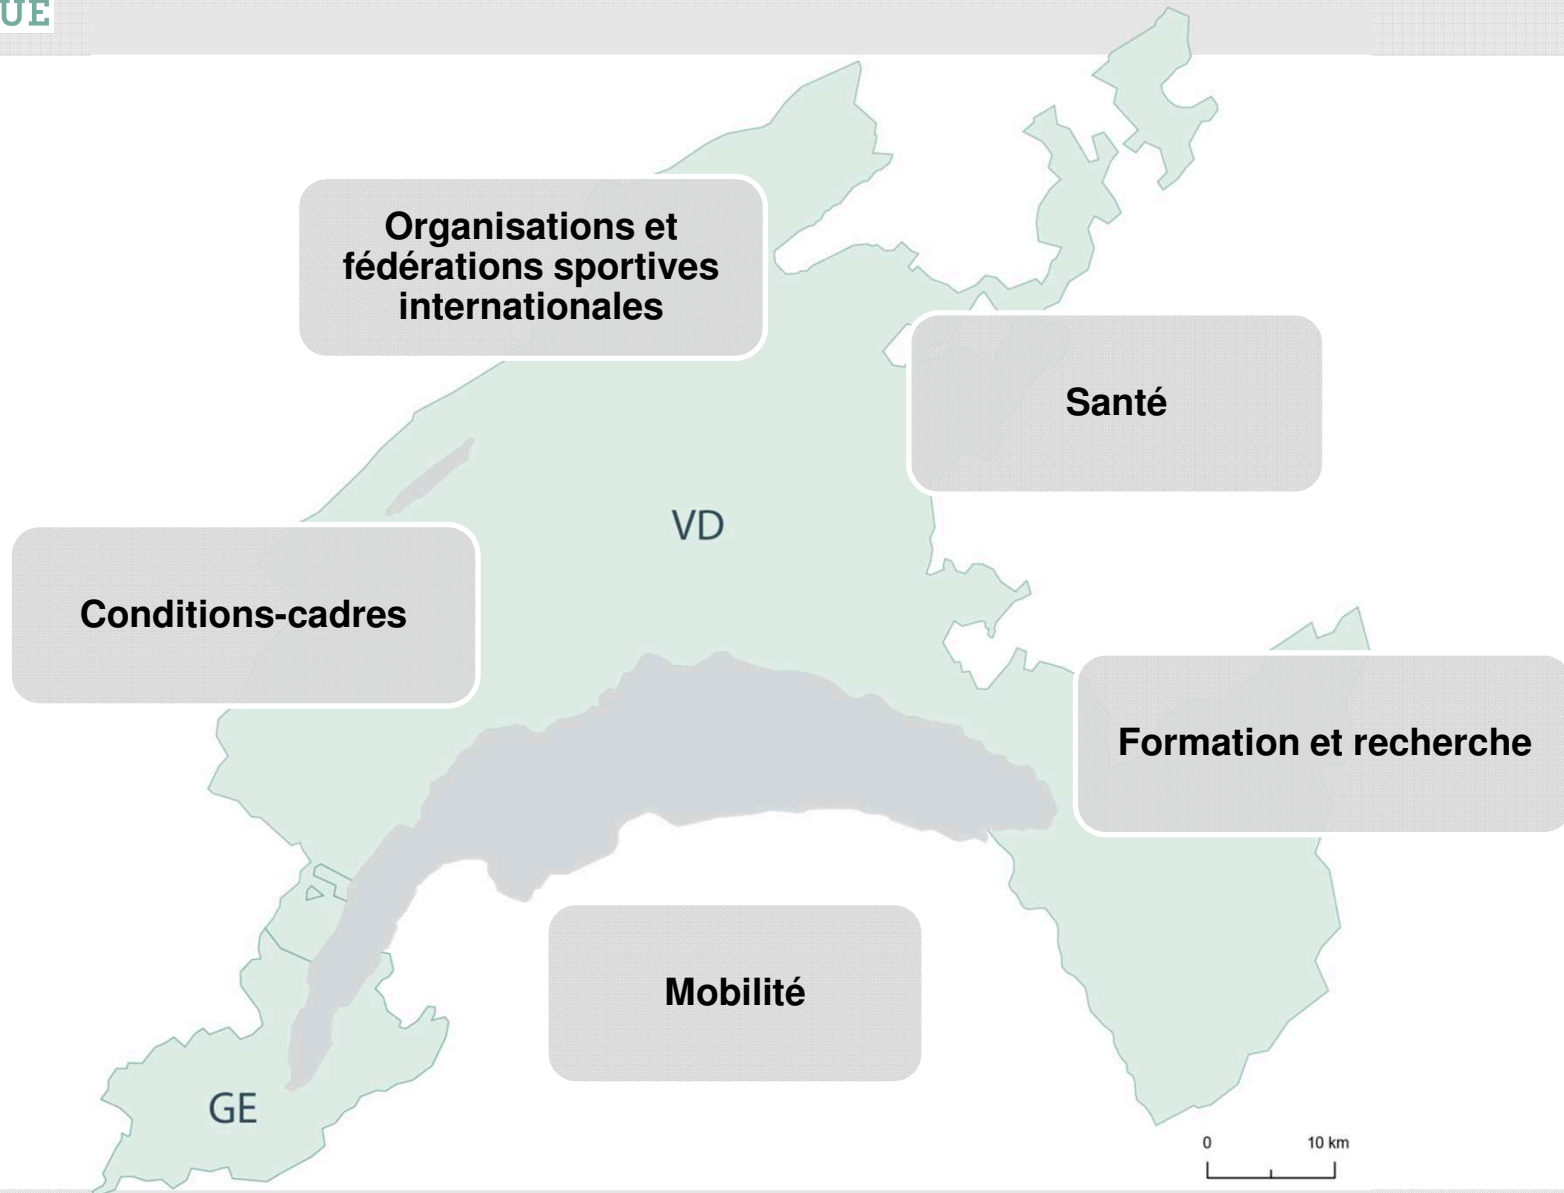 UE
Organisations et
fédérations sportives
internationales
Santé
VD
Conditions-cadres
Formation et recherche
Mobilité
GE
0 10 km